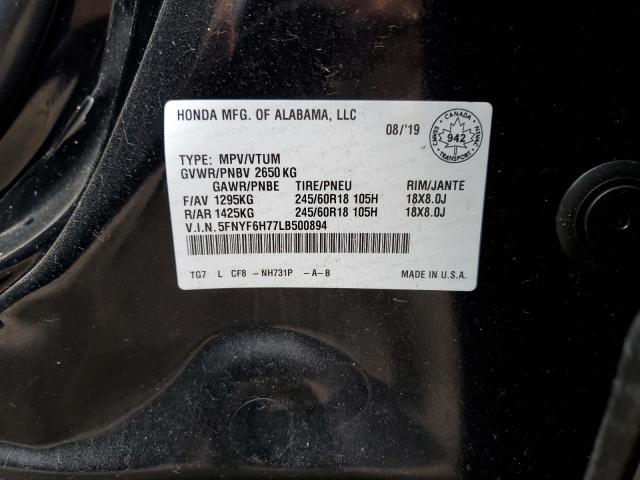 HONDA MFG. OF ALABAMA, LLC
08/'19
CANADA
942
TRANSPORT
TYPE: MPV/VTUM
GVWR/PNBV 2650KG
GAWR/PNBE TIRE/PNEU RIM/JANTE
F/AV 1295KG 245/60R18 105H 18X8.0J
R/AR 1425KG 245/60R18 105H 18X8.0J
V.I.N.5FNYF6H77LB500894
TG7 L CF8 -NH731P -A-B MADE IN U.S.A.